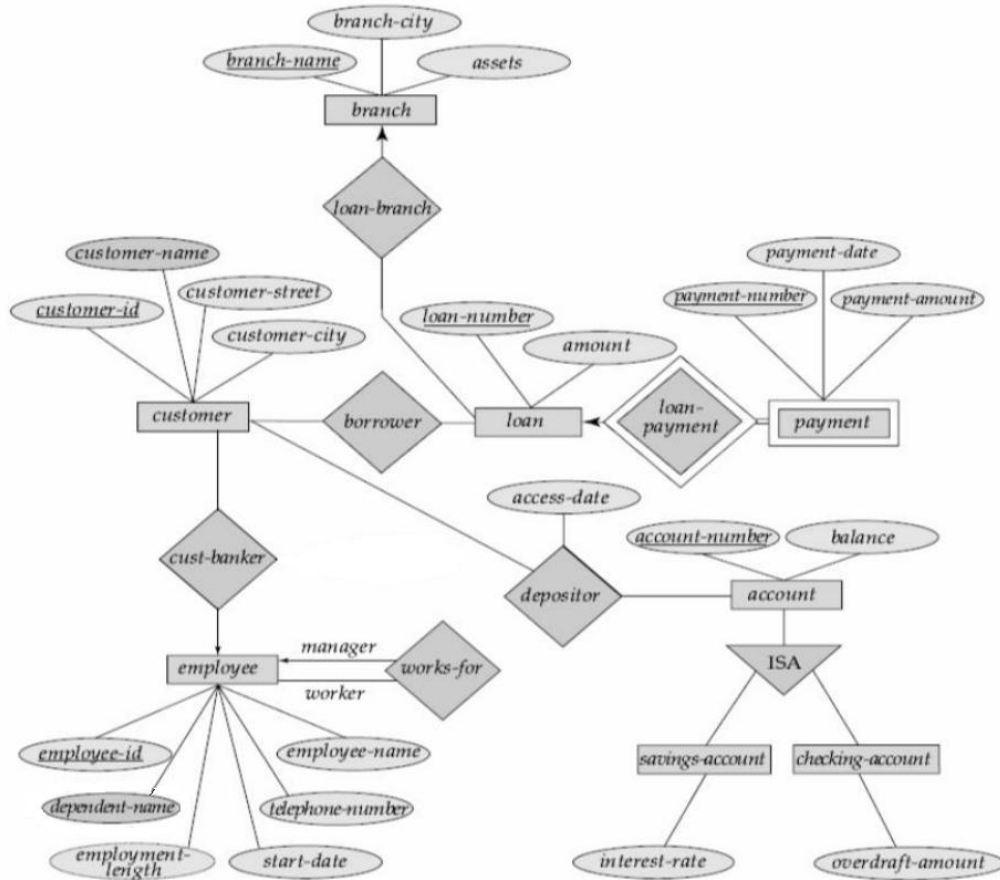 branch-city
branch-name
assets
branch
loan-branch
customer-name
customer-street
customer-id
customer-city
payment-date
payment-number
payment-amount
loan-number
amount
customer
borrower
loan
loan-
payment
payment
access-date
account-number
balance
cust-banker
depositor
account
manager
employee
works-for
worker
ISA
employee-id
employee-name
dependent-name
telephone-number
employment-
length
start-date
savings-account
checking-account
interest-rate
overdraft-amount